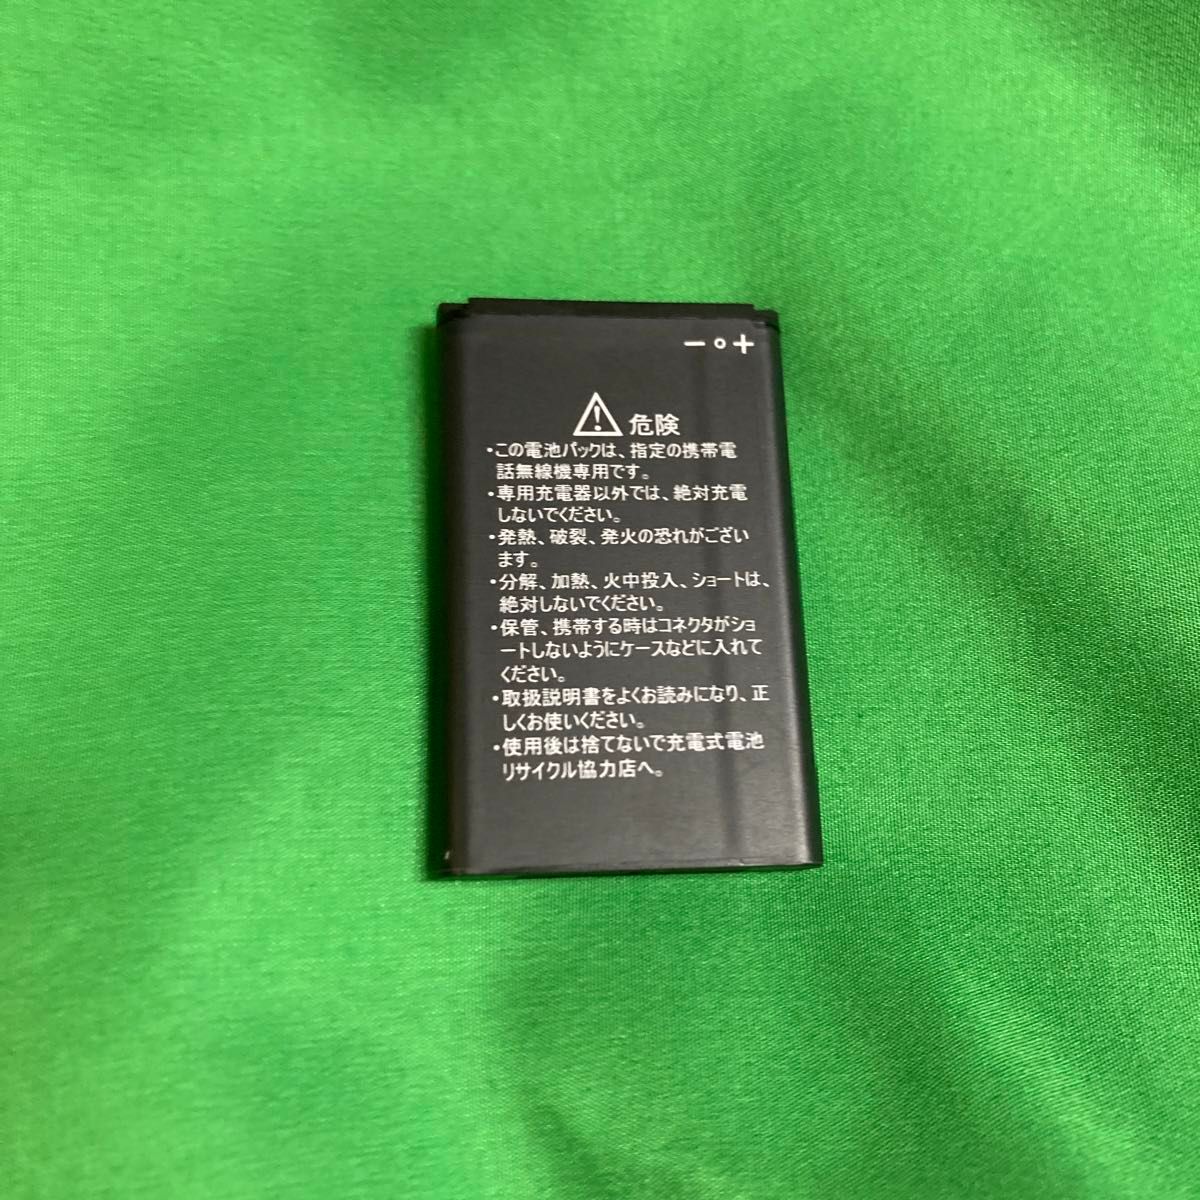 − ○ +
⚠ 危険
・この電池パックは、指定の携帯電
話無線機専用です。
・専用充電器以外では、絶対充電
しないでください。
・発熱、破裂、発火の恐れがござい
ます。
・分解、加熱、火中投入、ショートは、
絶対しないでください。
・保管、携帯する時はコネクタがショ
ートしないようにケースなどに入れて
ください。
・取扱説明書をよくお読みになり、正
しくお使いください。
・使用後は捨てないで充電式電池
リサイクル協力店へ。